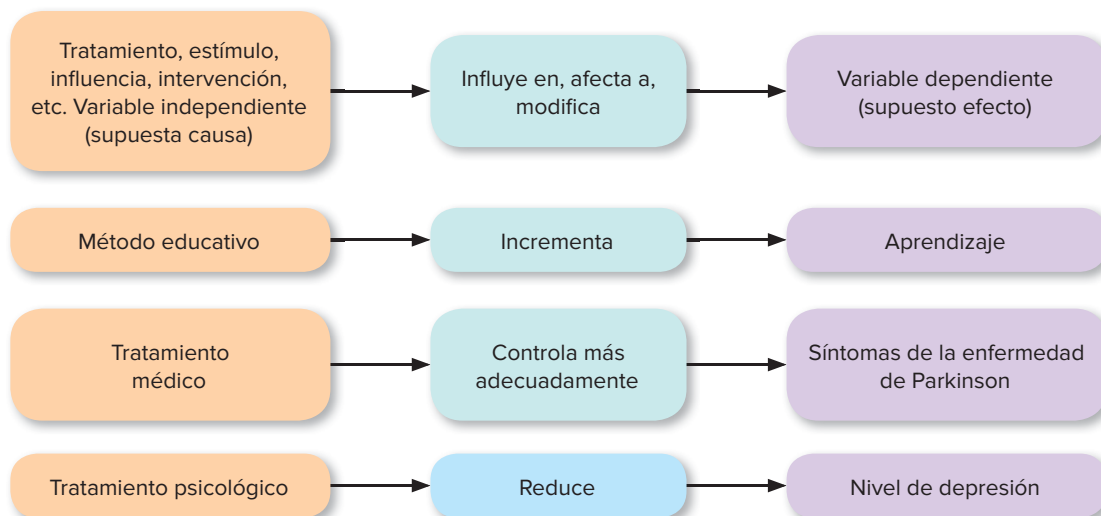 Tratamiento, estímulo,
influencia, intervención,
etc. Variable independiente
(supuesta causa)
Influye en, afecta a,
modifica
Variable dependiente
(supuesto efecto)
Método educativo
Incrementa
Aprendizaje
Tratamiento
médico
Controla más
adecuadamente
Síntomas de la enfermedad
de Parkinson
Tratamiento psicológico
Reduce
Nivel de depresión